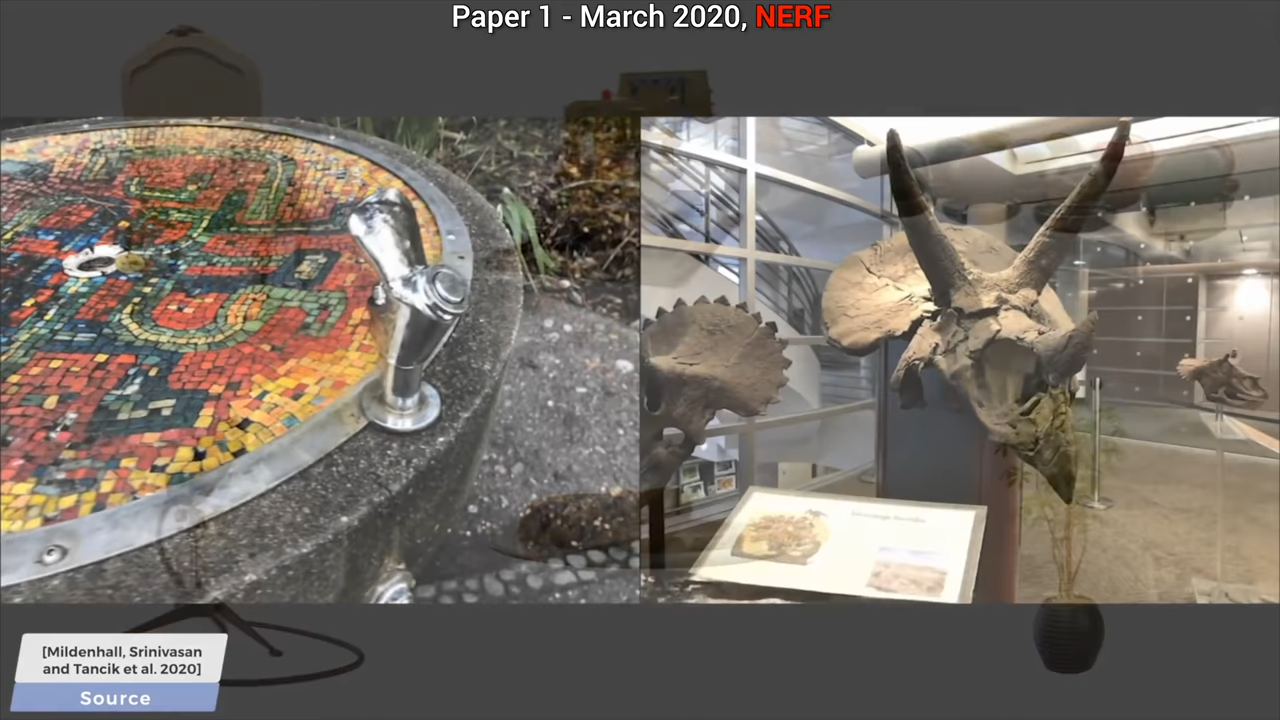 Paper 1 - March 2020, NERF
[Mildenhall, Srinivasan
and Tancik et al. 2020]
Source